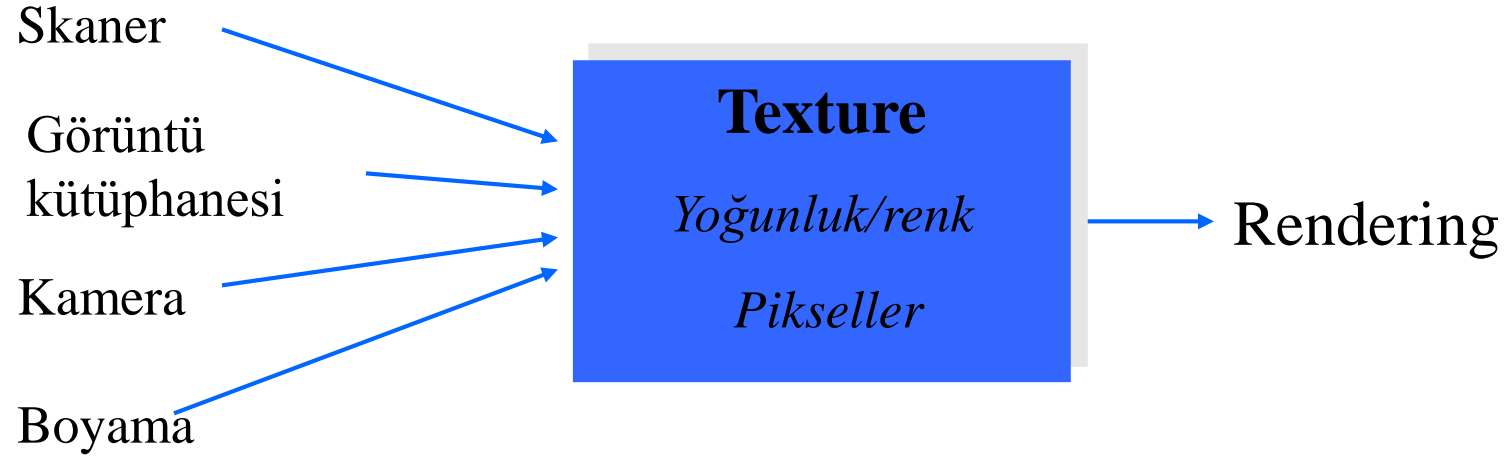 Skaner
Görüntü
kütüphanesi
Kamera
Boyama
Texture
Yoğunluk/renk
Pikseller
Rendering